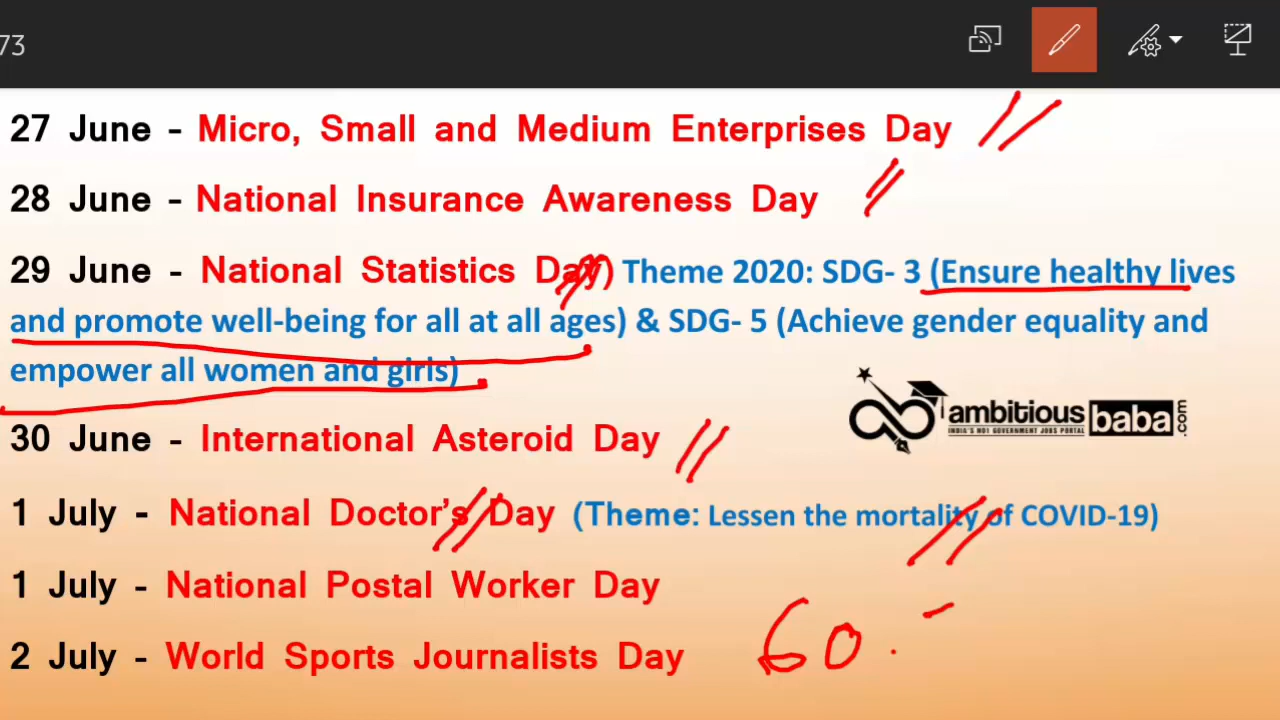 73
27 June - Micro, Small and Medium Enterprises Day
28 June - National Insurance Awareness Day
29 June - National Statistics Day) Theme 2020: SDG- 3 (Ensure healthy lives
and promote well-being for all at all ages) & SDG- 5 (Achieve gender equality and
empower all women and girls)
ambitiousbaba.com
INDIA'S NO1 GOVERNMENT JOBS PORTAL
30 June - International Asteroid Day
1 July - National Doctor's Day (Theme: Lessen the mortality of COVID-19)
1 July - National Postal Worker Day
2 July - World Sports Journalists Day
60